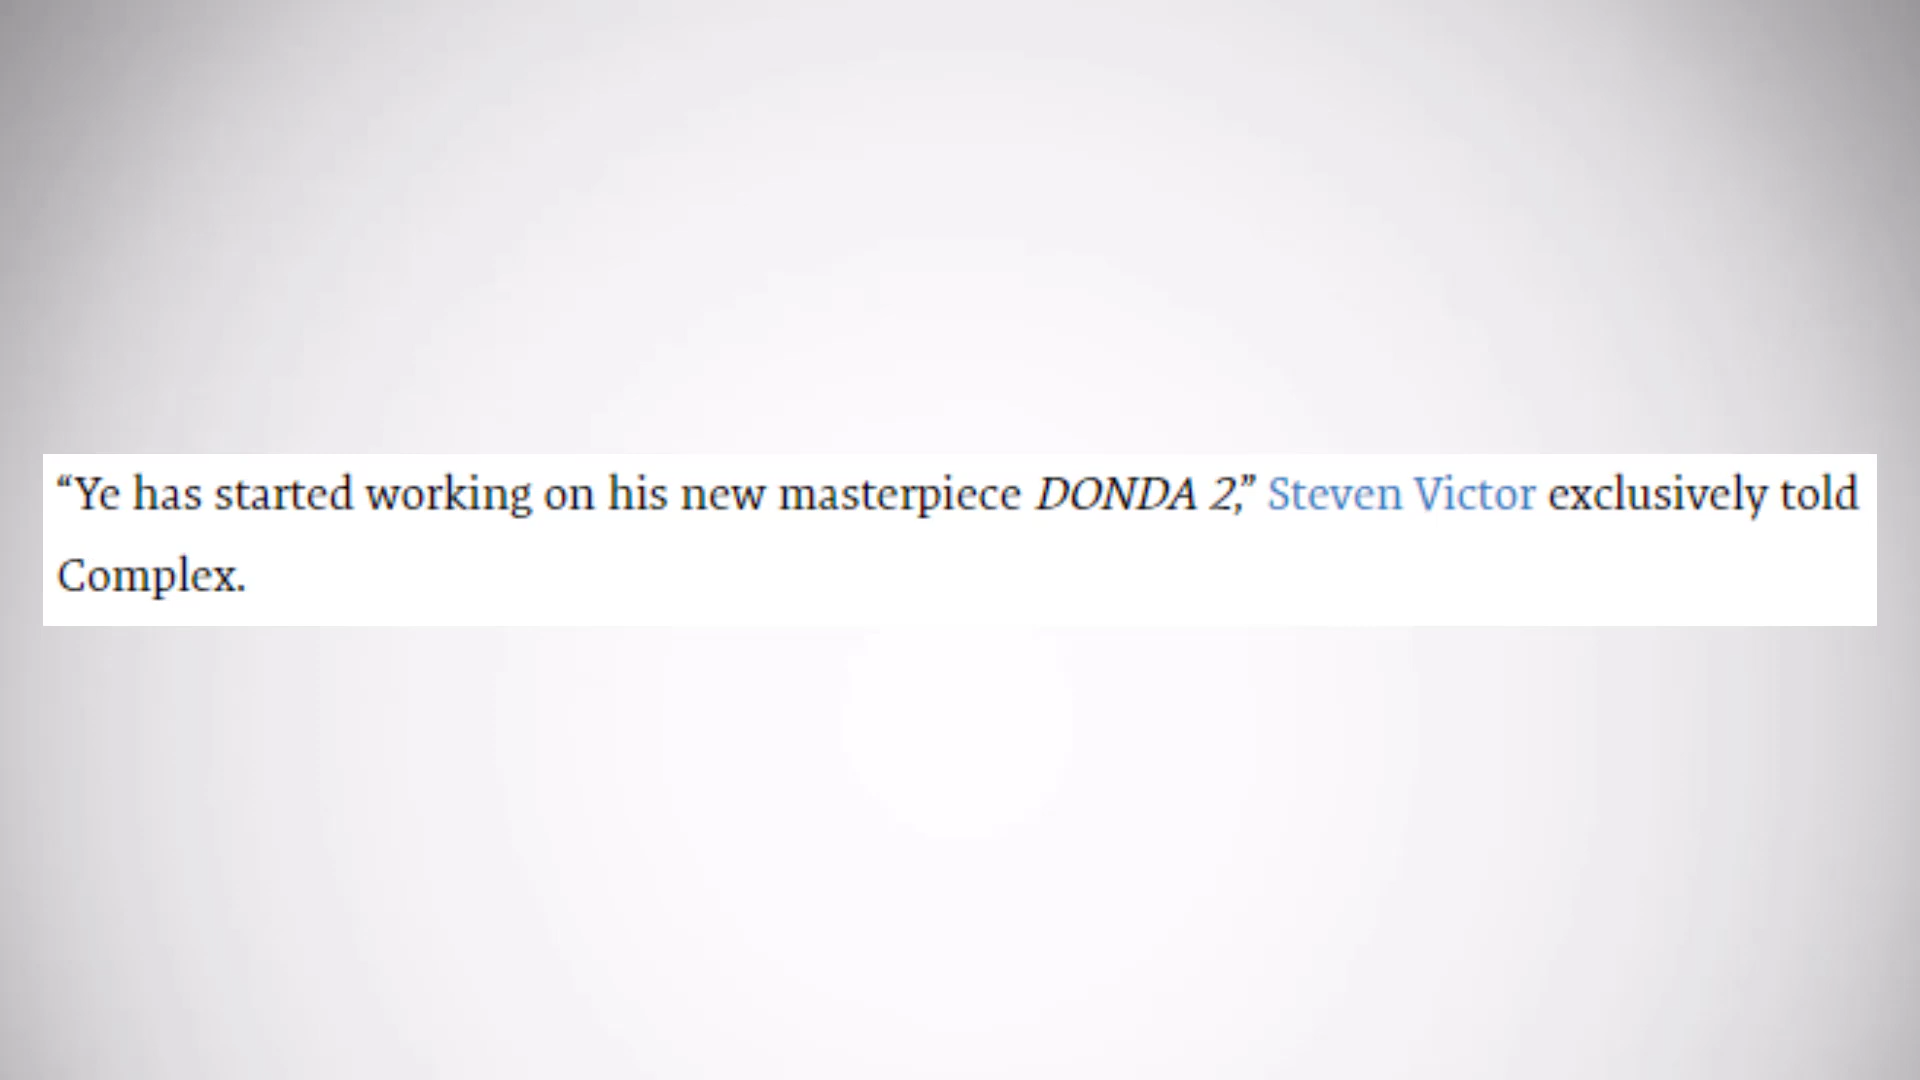 “Ye has started working on his new masterpiece DONDA 2,” Steven Victor exclusively told
Complex.